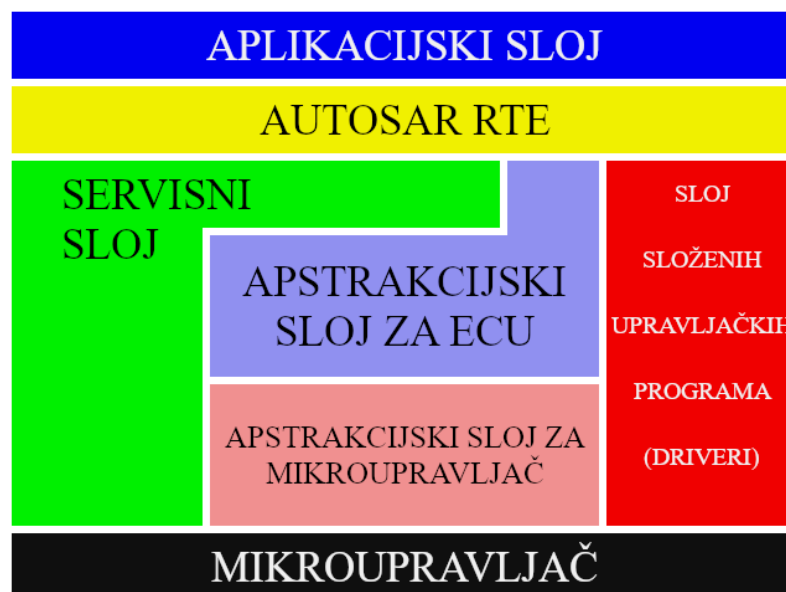 APLIKACIJSKI SLOJ
AUTOSAR RTE
SERVISNI
SLOJ
APSTRAKCIJSKI
SLOJ ZA ECU
APSTRAKCIJSKI SLOJ ZA
MIKROUPRAVLJAČ
SLOJ
SLOŽENIH
UPRAVLJAČKIH
PROGRAMA
(DRIVERI)
MIKROUPRAVLJAČ